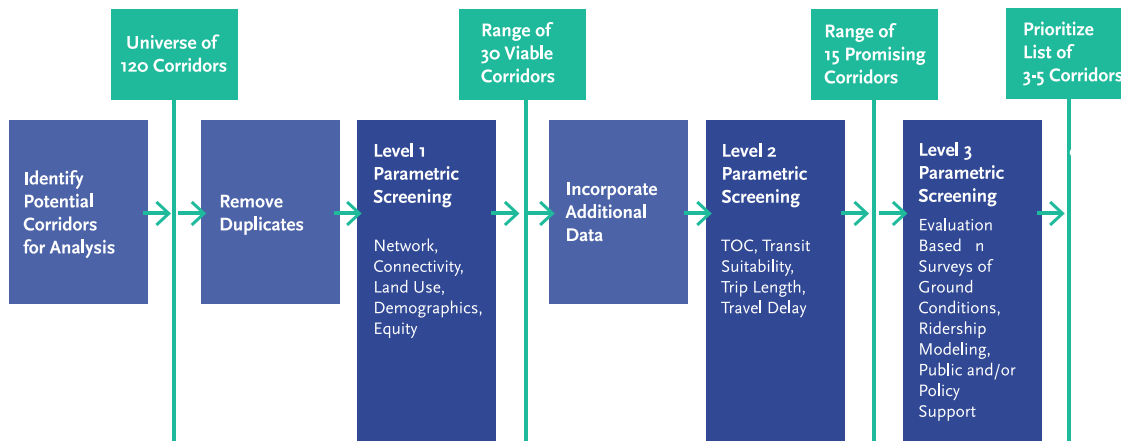 Universe of
120 Corridors
Range of
30 Viable
Corridors
Range of
15 Promising
Corridors
Prioritize
List of
3-5 Corridors
Identify
Potential
Corridors
for Analysis
Remove
Duplicates
Level 1
Parametric
Screening
Network,
Connectivity,
Land Use,
Demographics,
Equity
Incorporate
Additional
Data
Level 2
Parametric
Screening
TOC, Transit
Suitability,
Trip Length,
Travel Delay
Level 3
Parametric
Screening
Evaluation
Based n
Surveys of
Ground
Conditions,
Ridership
Modeling,
Public and/or
Policy
Support